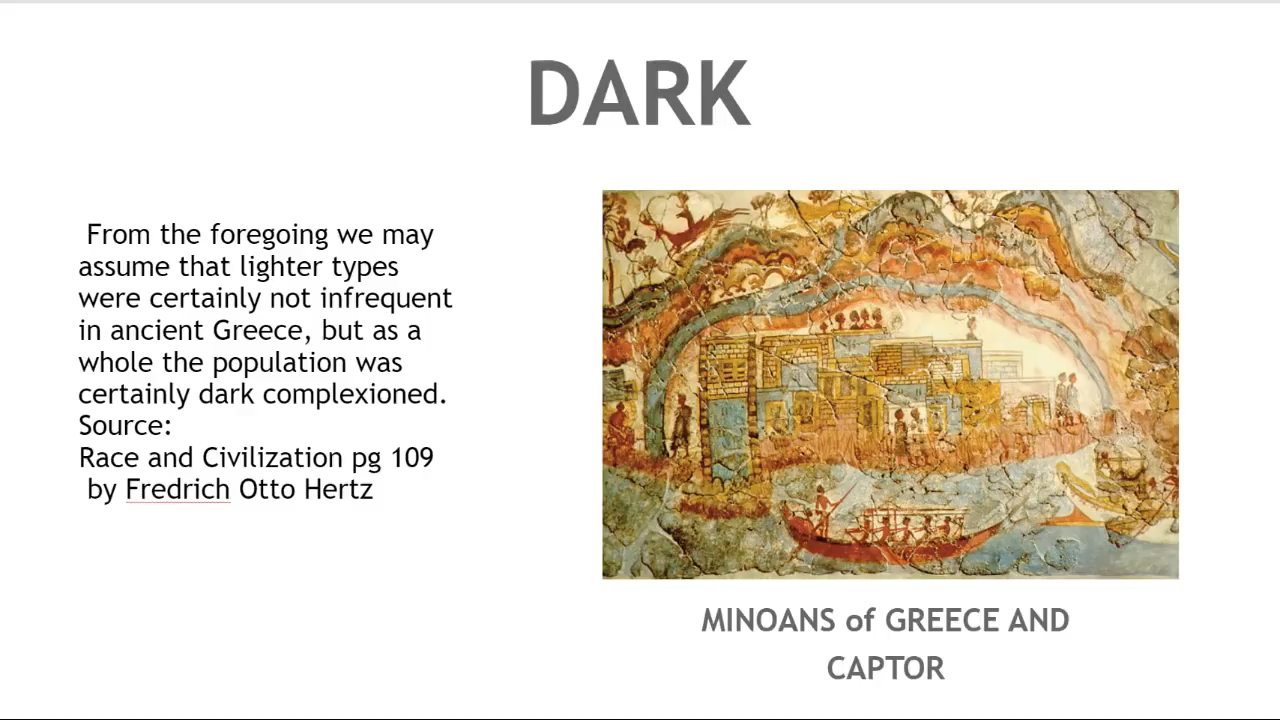 DARK
From the foregoing we may
assume that lighter types
were certainly not infrequent
in ancient Greece, but as a
whole the population was
certainly dark complexioned.
Source:
Race and Civilization pg 109
by Fredrich Otto Hertz
MINOANS of GREECE AND
CAPTOR